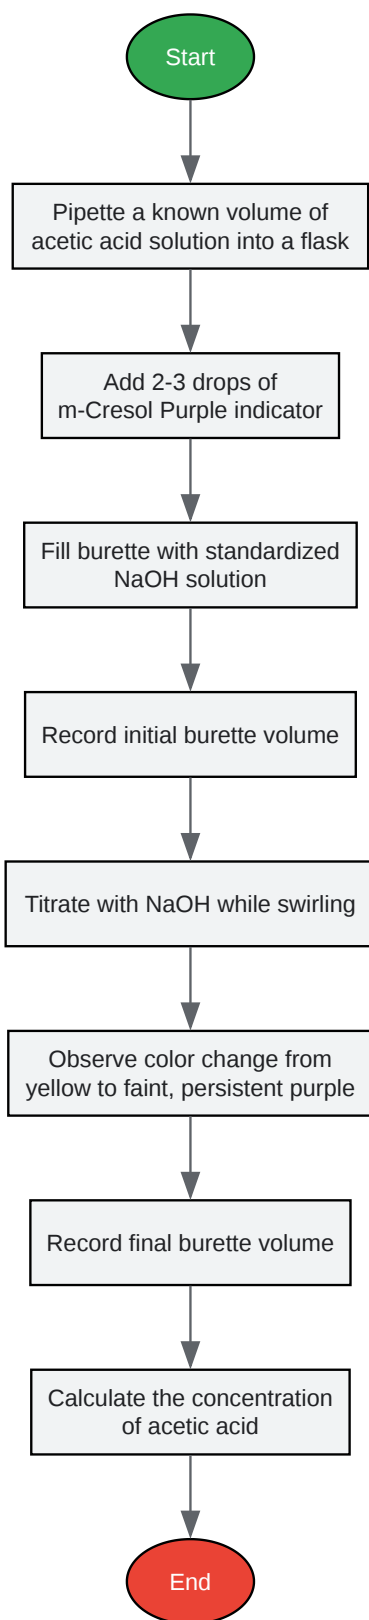 Start
Pipette a known volume of
acetic acid solution into a flask
Add 2-3 drops of
m-Cresol Purple indicator
Fill burette with standardized
NaOH solution
Record initial burette volume
Titrate with NaOH while swirling
Observe color change from
yellow to faint, persistent purple
Record final burette volume
Calculate the concentration
of acetic acid
End